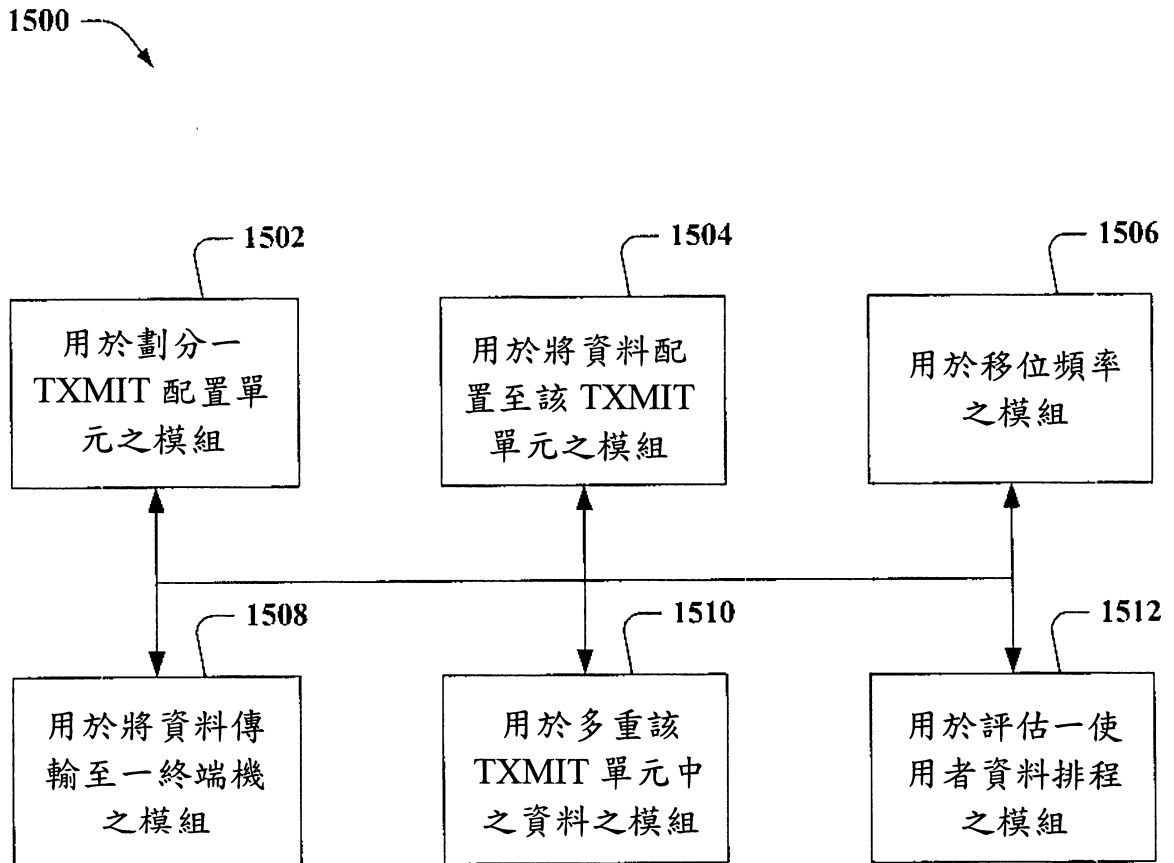 1500
1502
用於劃分一
TXMIT 配置單
元之模組
1504
用於將資料配
置至該 TXMIT
單元之模組
1506
用於移位頻率
之模組
1508
用於將資料傳
輸至一終端機
之模組
1510
用於多重該
TXMIT 單元中
之資料之模組
1512
用於評估一使
用者資料排程
之模組